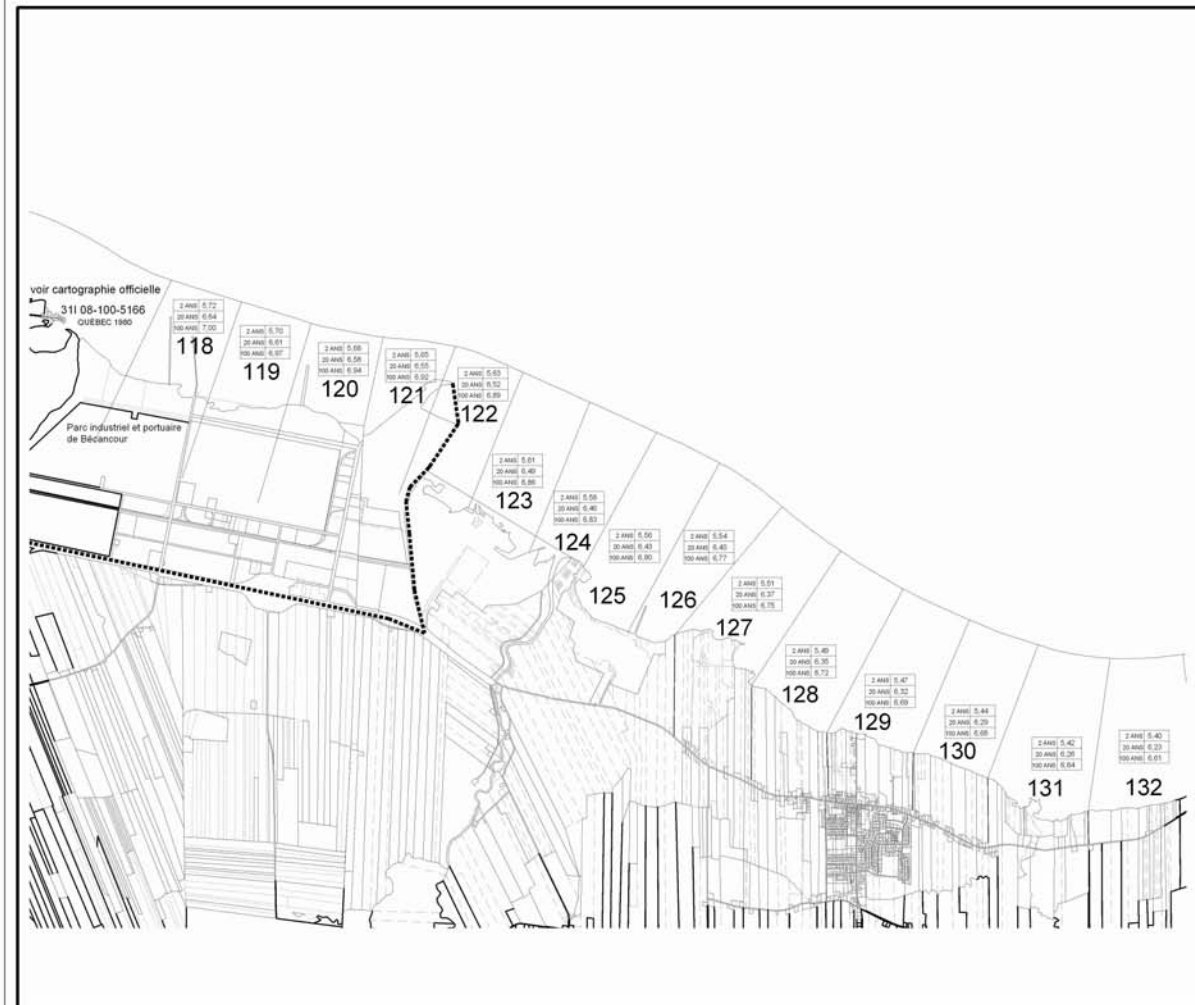 voir cartographie officielle
31I 08-100-5166
QUÉBEC 1980
2 ANS 5,72
20 ANS 6,64
100 ANS 7,00
118
2 ANS 5,70
20 ANS 6,61
100 ANS 6,97
119
2 ANS 5,68
20 ANS 6,58
100 ANS 6,94
120
2 ANS 5,65
20 ANS 6,55
100 ANS 6,92
121
2 ANS 5,63
20 ANS 6,52
100 ANS 6,89
122
Parc industriel et portuaire
de Bécancour
2 ANS 5,61
20 ANS 6,49
100 ANS 6,86
123
2 ANS 5,58
20 ANS 6,46
100 ANS 6,83
124
2 ANS 5,56
20 ANS 6,43
100 ANS 6,80
125
2 ANS 5,54
20 ANS 6,40
100 ANS 6,77
126
2 ANS 5,51
20 ANS 6,37
100 ANS 6,75
127
2 ANS 5,49
20 ANS 6,35
100 ANS 6,72
128
2 ANS 5,47
20 ANS 6,32
100 ANS 6,69
129
2 ANS 5,44
20 ANS 6,29
100 ANS 6,66
130
2 ANS 5,42
20 ANS 6,26
100 ANS 6,64
131
2 ANS 5,40
20 ANS 6,23
100 ANS 6,61
132